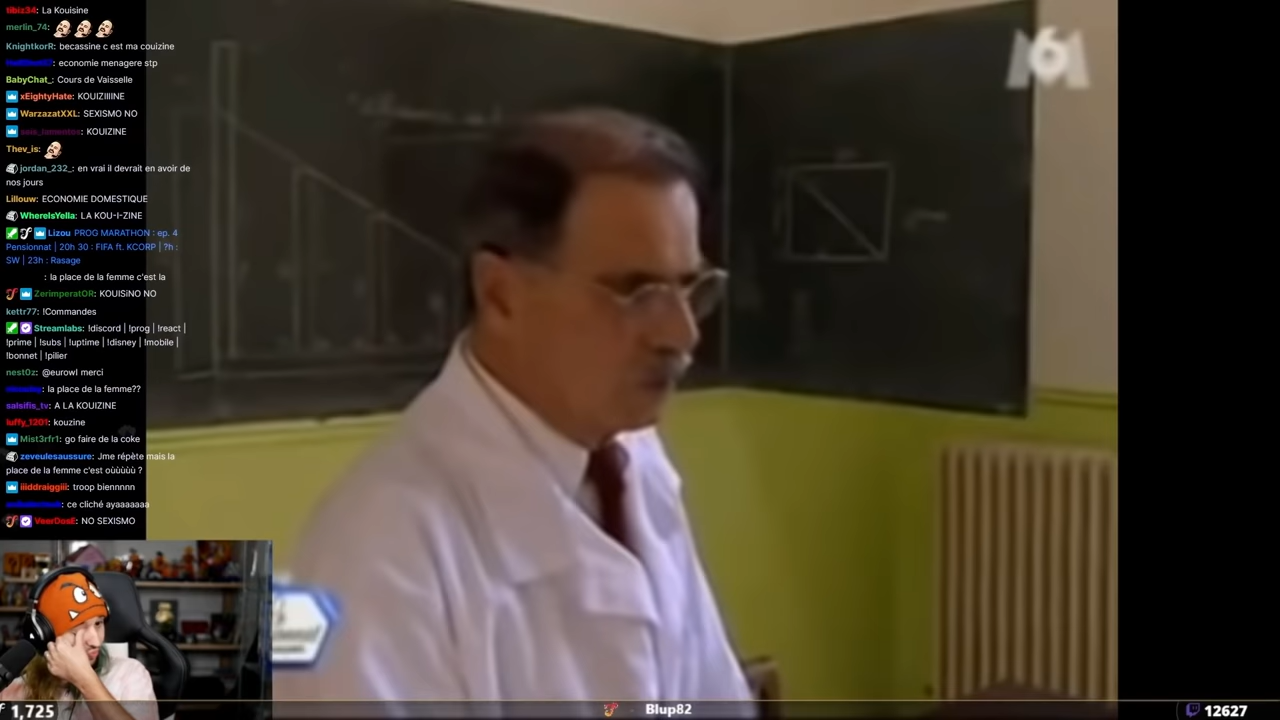 tibiz34: La Kouisine
merlin_74:
KnightkorR: becassine c est ma couizine
: economie menagere stp
BabyChat_: Cours de Vaisselle
xEightyHate: KOUIZIIIINE
WarzazatXXL: SEXISMO NO
: KOUIZINE
Thev_is:
jordan_232_: en vrai il devrait en avoir de
nos jours
Lillouw: ECONOMIE DOMESTIQUE
WhereIsYella: LA KOU-I-ZINE
Lizou PROG MARATHON : ep. 4
Pensionnat | 20h 30 : FIFA ft. KCORP | ?h :
SW | 23h : Rasage
: la place de la femme c'est la
ZerimperatOR: KOUISiNO NO
kettr77: !Commandes
Streamlabs: !discord | !prog | !react |
!prime | !subs | !uptime | !disney | !mobile |
!bonnet | !pilier
nest0z: @eurowl merci
: la place de la femme??
salsifis_tv: A LA KOUIZINE
luffy_1201: kouzine
Mist3rfr1: go faire de la coke
zeveulesaussure: Jme répète mais la
place de la femme c'est oùùùùù ?
iiiddraiggiii: troop biennnnn
: ce cliché ayaaaaaaa
VeerDosE: NO SEXISMO
M6
1,725
Blup82
12627